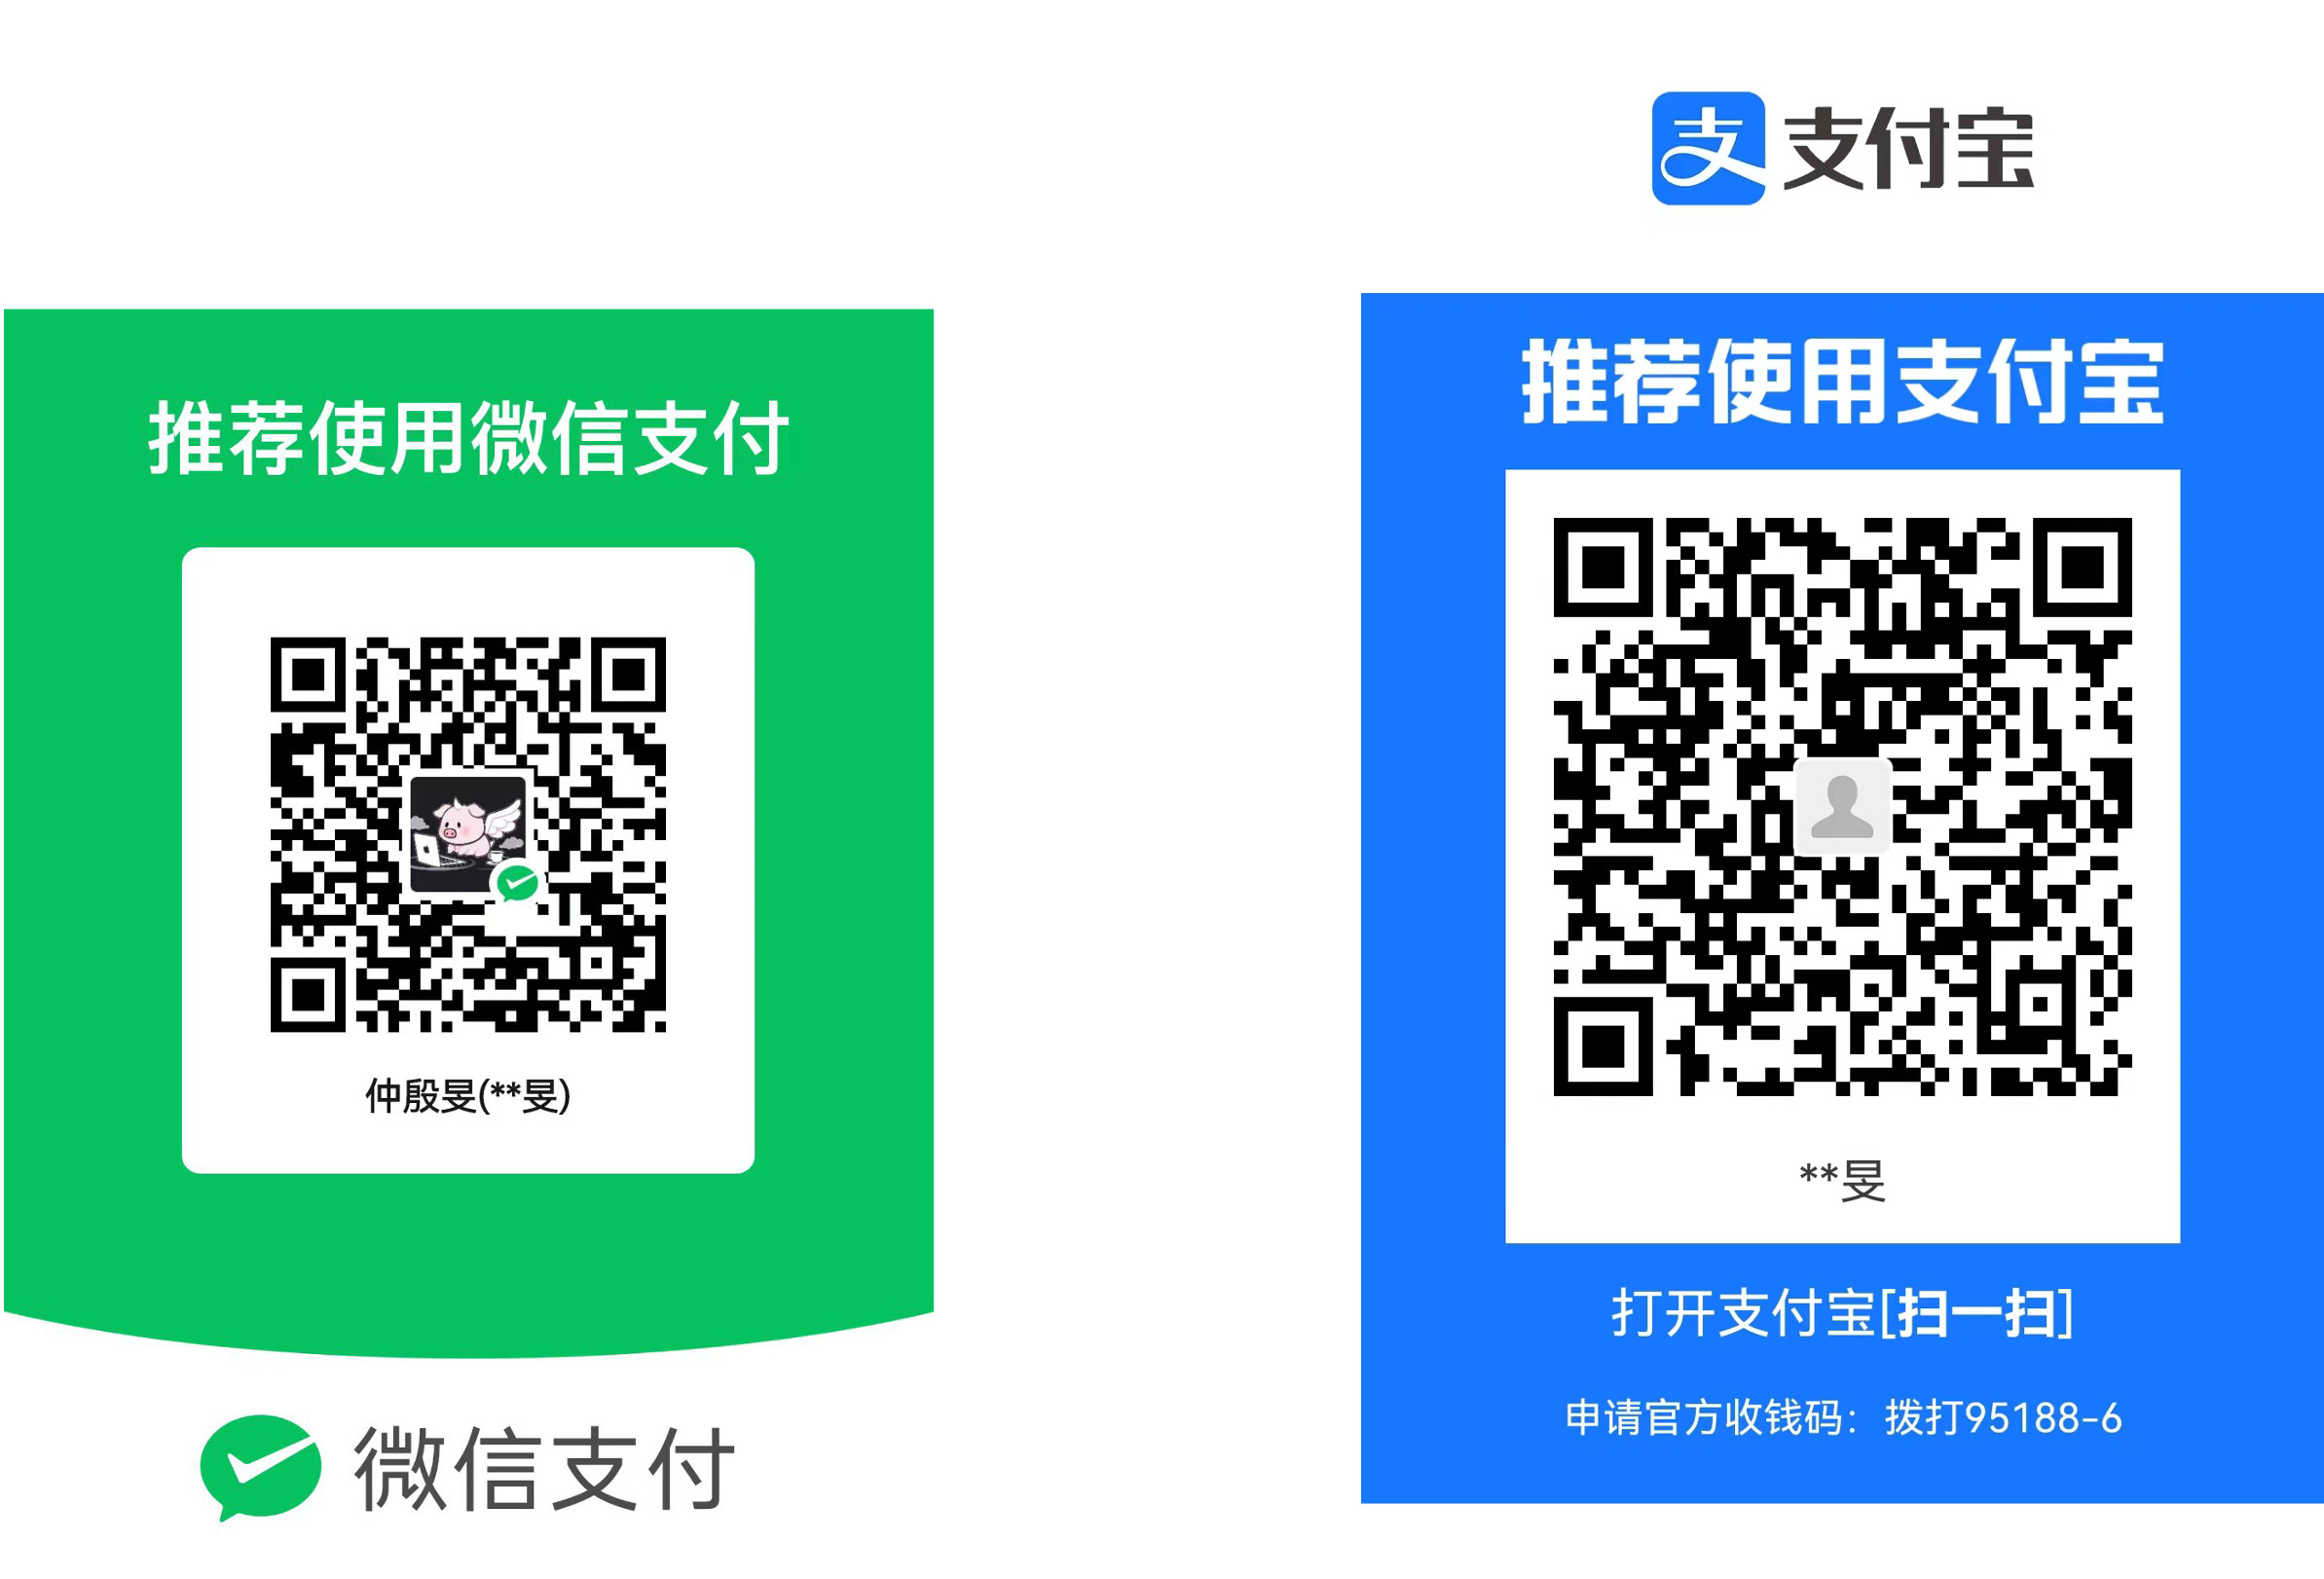 推荐使用微信支付
仲殷旻(**旻)
微信支付
支 支付宝
推荐使用支付宝
**旻
打开支付宝[扫一扫]
申请官方收钱码：拨打95188-6